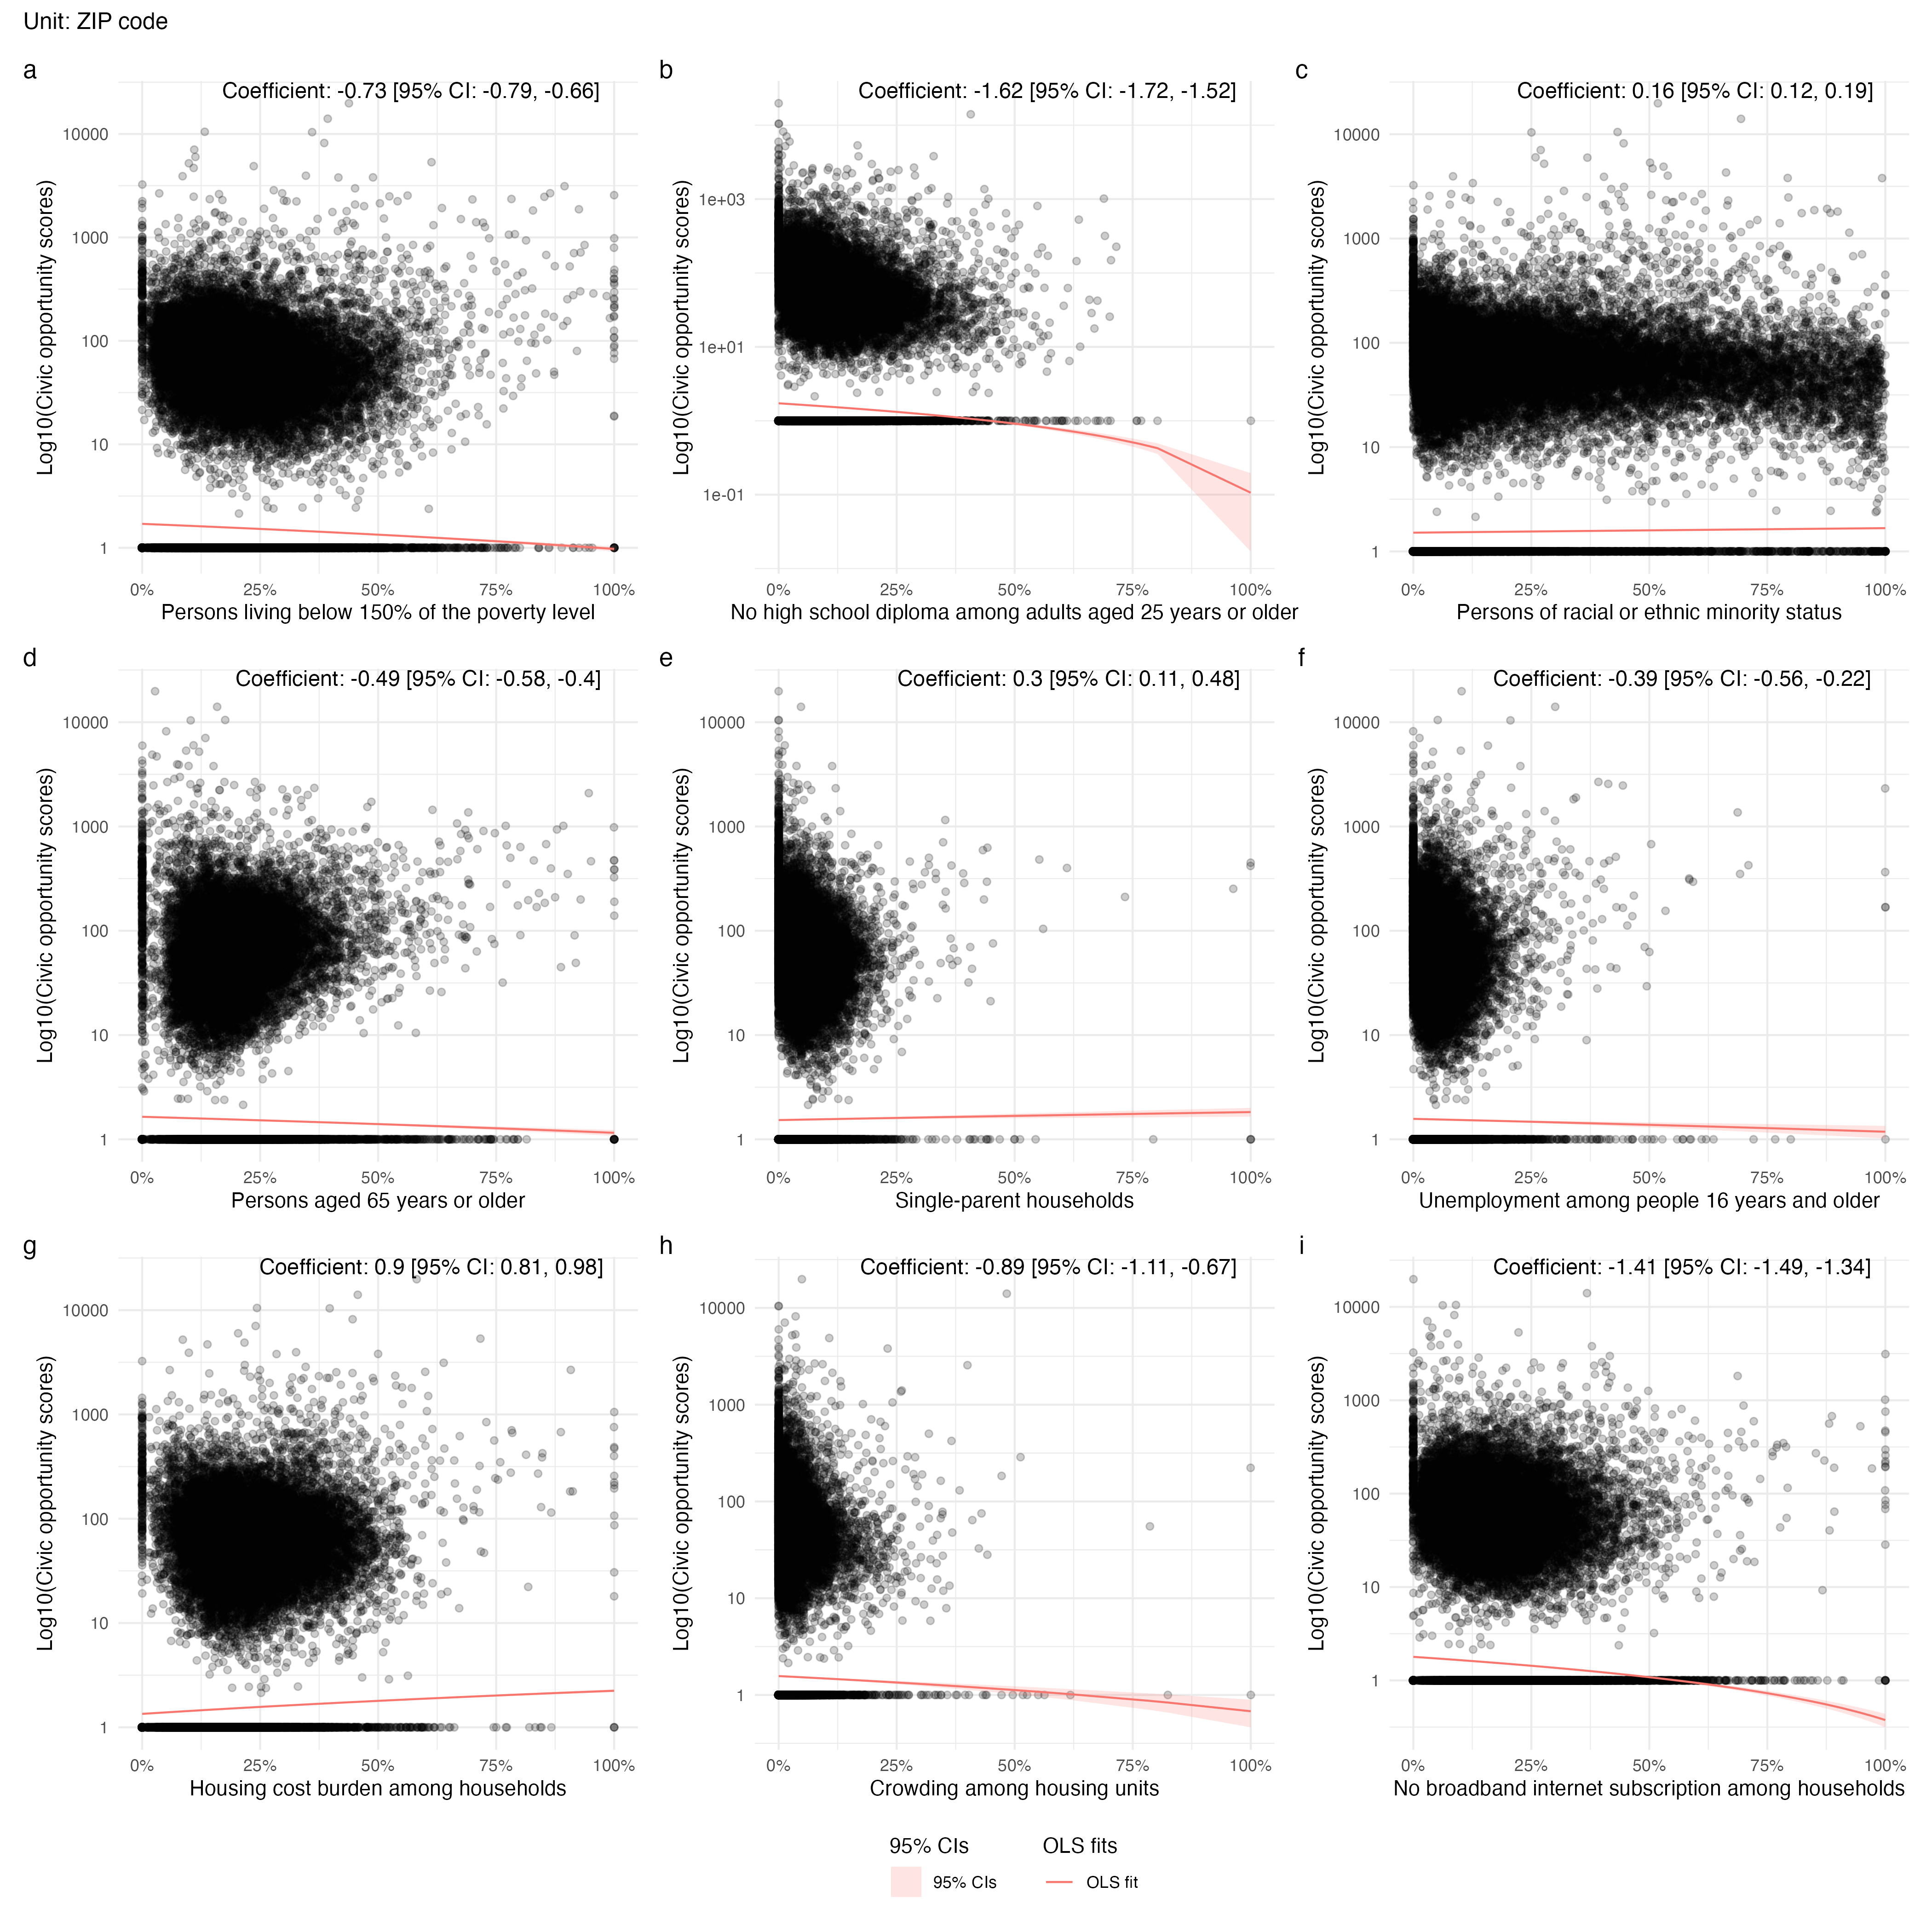 Unit: ZIP code
a
Coefficient: -0.73 [95% CI: -0.79, -0.66]
Log10(Civic opportunity scores)
10000
1000
100
10
1
0% 25% 50% 75% 100%
Persons living below 150% of the poverty level
b
Coefficient: -1.62 [95% CI: -1.72, -1.52]
Log10(Civic opportunity scores)
1e+03
1e+01
1e-01
0% 25% 50% 75% 100%
No high school diploma among adults aged 25 years or older
c
Coefficient: 0.16 [95% CI: 0.12, 0.19]
Log10(Civic opportunity scores)
10000
1000
100
10
1
0% 25% 50% 75% 100%
Persons of racial or ethnic minority status
d
Coefficient: -0.49 [95% CI: -0.58, -0.4]
Log10(Civic opportunity scores)
10000
1000
100
10
1
0% 25% 50% 75% 100%
Persons aged 65 years or older
e
Coefficient: 0.3 [95% CI: 0.11, 0.48]
Log10(Civic opportunity scores)
10000
1000
100
10
1
0% 25% 50% 75% 100%
Single-parent households
f
Coefficient: -0.39 [95% CI: -0.56, -0.22]
Log10(Civic opportunity scores)
10000
1000
100
10
1
0% 25% 50% 75% 100%
Unemployment among people 16 years and older
g
Coefficient: 0.9 [95% CI: 0.81, 0.98]
Log10(Civic opportunity scores)
10000
1000
100
10
1
0% 25% 50% 75% 100%
Housing cost burden among households
h
Coefficient: -0.89 [95% CI: -1.11, -0.67]
Log10(Civic opportunity scores)
10000
1000
100
10
1
0% 25% 50% 75% 100%
Crowding among housing units
i
Coefficient: -1.41 [95% CI: -1.49, -1.34]
Log10(Civic opportunity scores)
10000
1000
100
10
1
0% 25% 50% 75% 100%
No broadband internet subscription among households
95% CIs
95% CIs
OLS fits
OLS fit